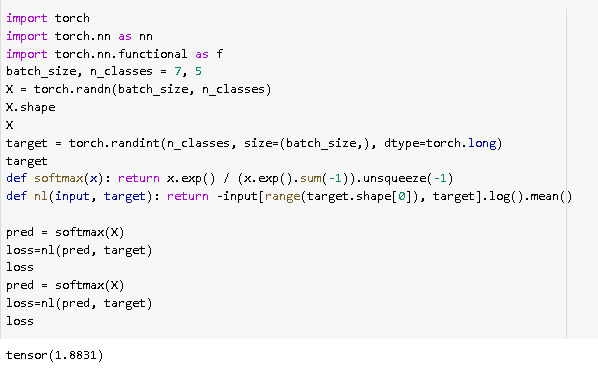 import torch
import torch.nn as nn
import torch.nn.functional as f
batch_size, n_classes = 7, 5
X = torch.randn(batch_size, n_classes)
X.shape
X
target = torch.randint(n_classes, size=(batch_size,), dtype=torch.long)
target
def softmax(x): return x.exp() / (x.exp().sum(-1)).unsqueeze(-1)
def nl(input, target): return -input[range(target.shape[0]), target].log().mean()
pred = softmax(X)
loss=nl(pred, target)
loss
pred = softmax(X)
loss=nl(pred, target)
loss
tensor(1.8831)